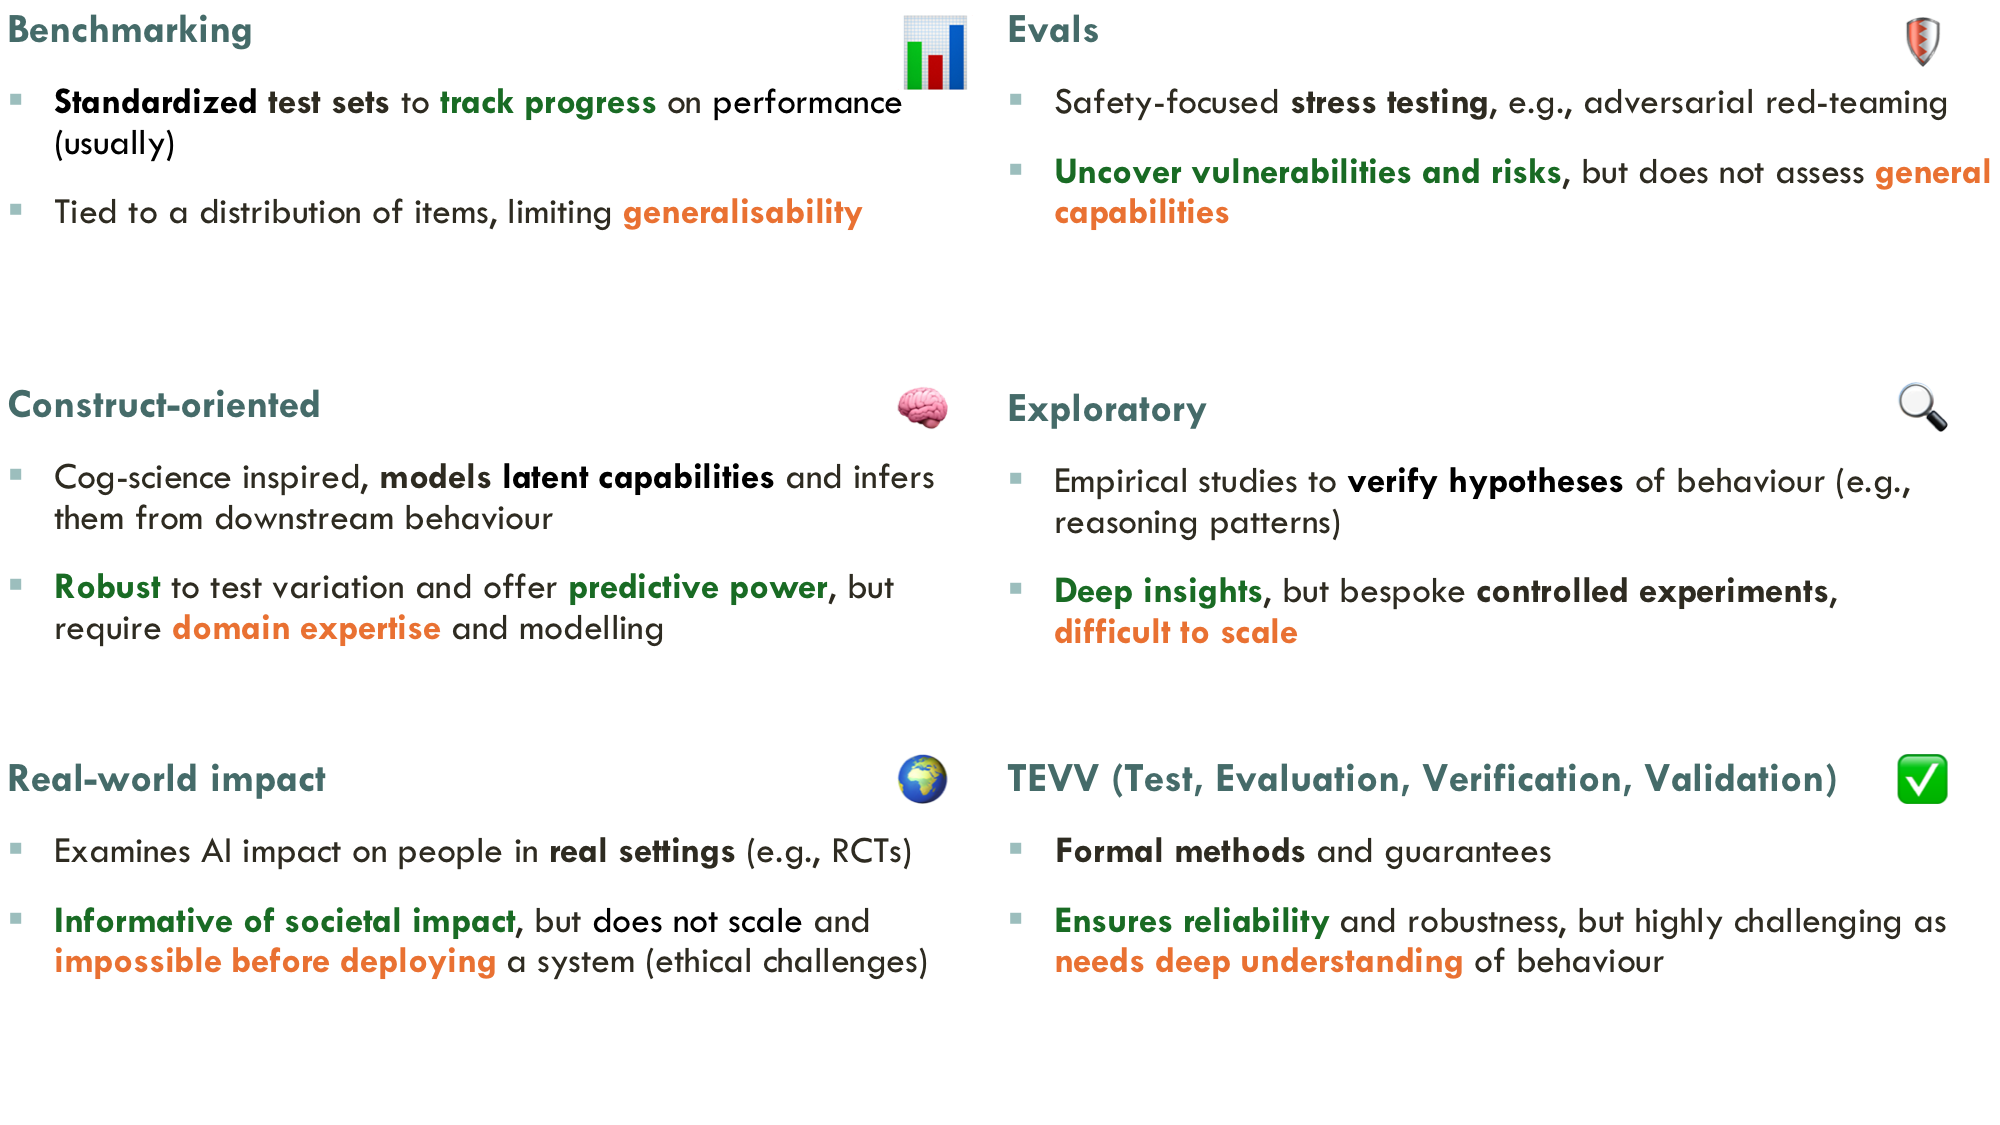 Benchmarking
▪ Standardized test sets to track progress on performance
(usually)
▪ Tied to a distribution of items, limiting generalisability
Evals
▪ Safety-focused stress testing, e.g., adversarial red-teaming
▪ Uncover vulnerabilities and risks, but does not assess general
capabilities
Construct-oriented
▪ Cog-science inspired, models latent capabilities and infers
them from downstream behaviour
▪ Robust to test variation and offer predictive power, but
require domain expertise and modelling
Exploratory
▪ Empirical studies to verify hypotheses of behaviour (e.g.,
reasoning patterns)
▪ Deep insights, but bespoke controlled experiments,
difficult to scale
Real-world impact
▪ Examines AI impact on people in real settings (e.g., RCTs)
▪ Informative of societal impact, but does not scale and
impossible before deploying a system (ethical challenges)
TEVV (Test, Evaluation, Verification, Validation)
▪ Formal methods and guarantees
▪ Ensures reliability and robustness, but highly challenging as
needs deep understanding of behaviour